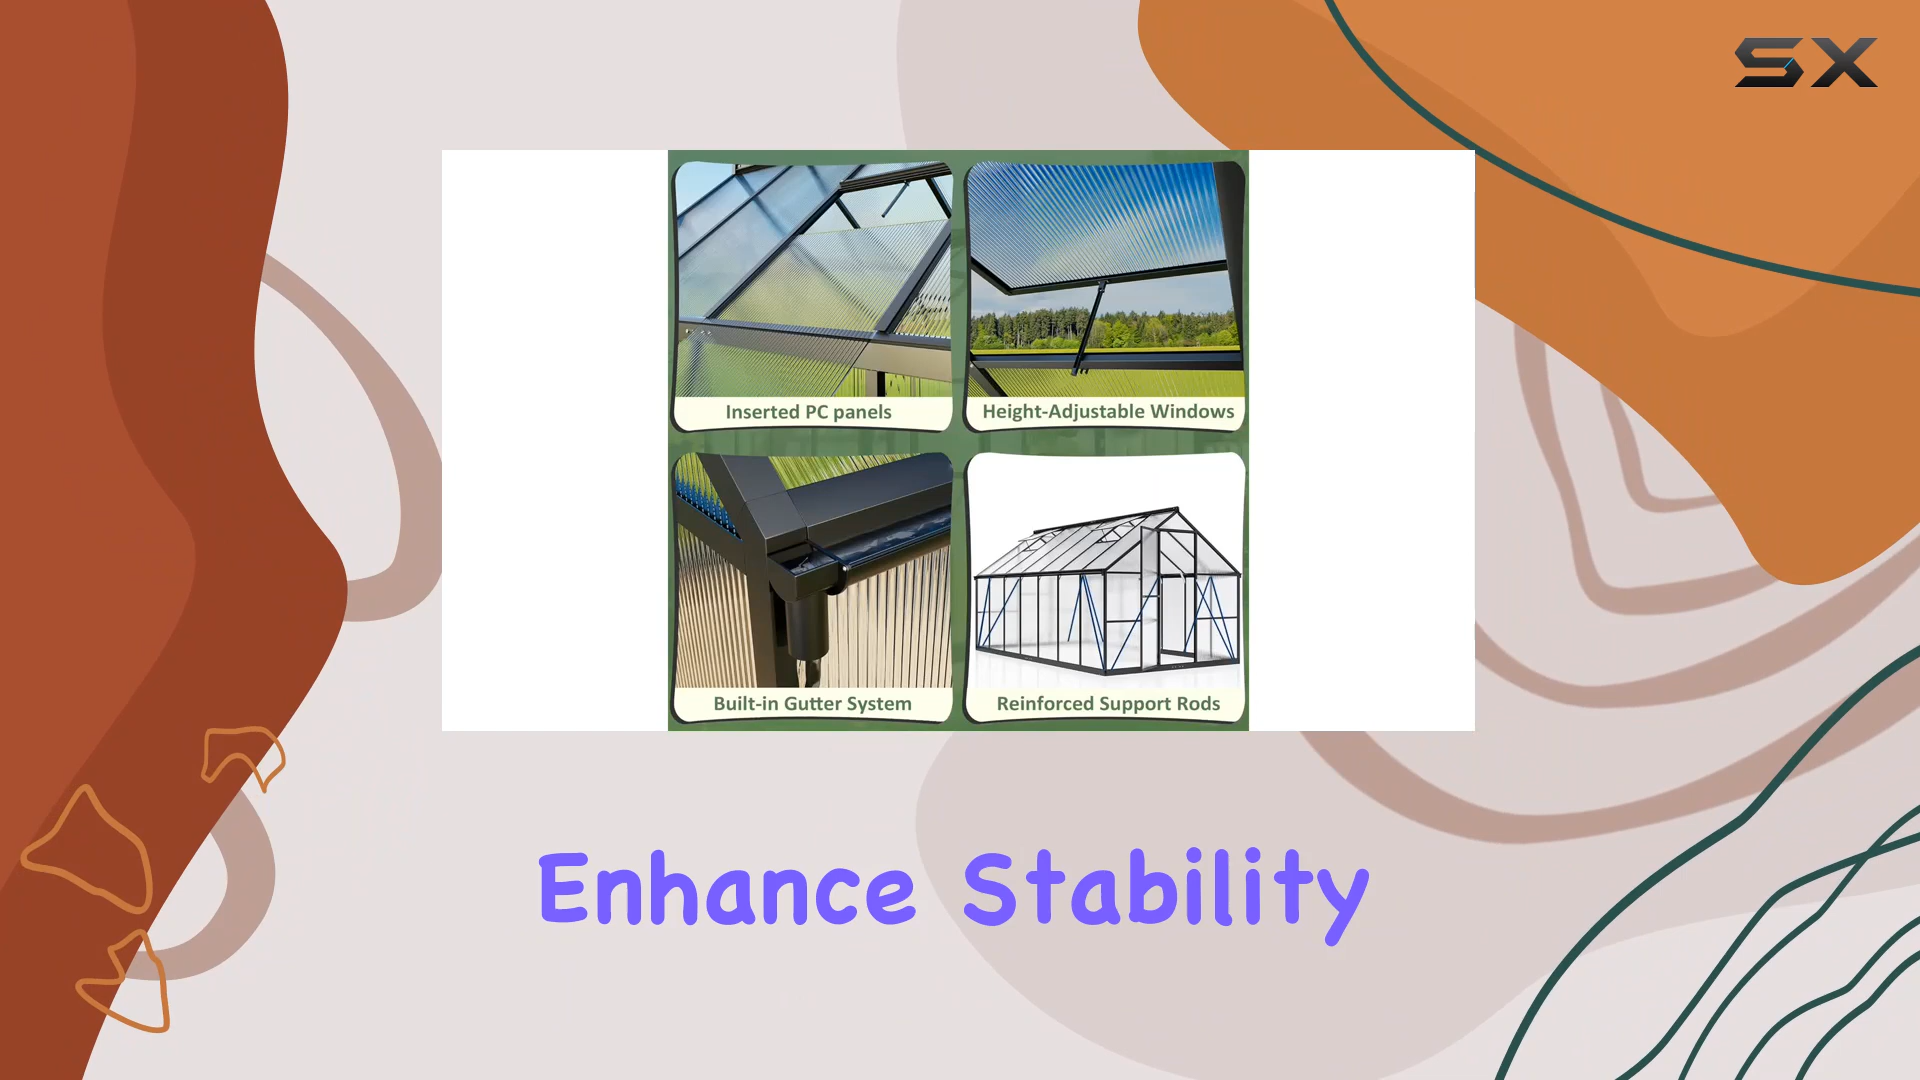 SX
Inserted PC panels
Height-Adjustable Windows
Built-in Gutter System
Reinforced Support Rods
Enhance Stability